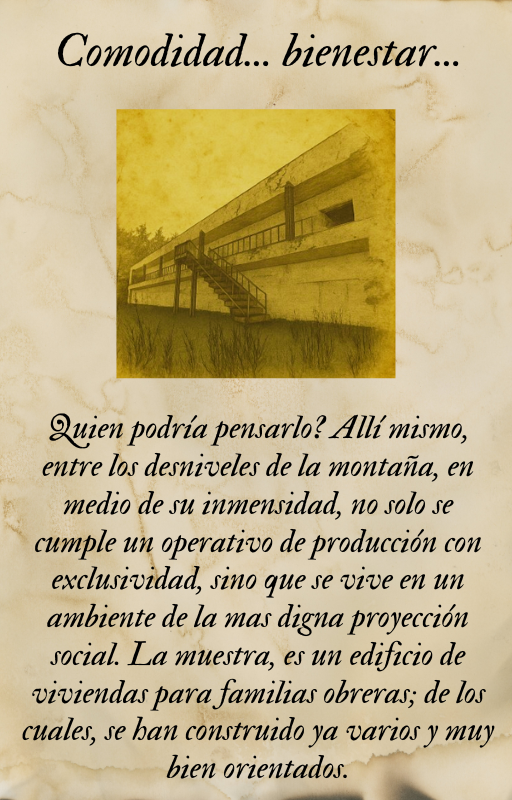 Comodidad... bienestar...
Quien podría pensarlo? Allí mismo,
entre los desniveles de la montaña, en
medio de su inmensidad, no solo se
cumple un operativo de producción con
exclusividad, sino que se vive en un
ambiente de la mas digna proyección
social. La muestra, es un edificio de
viviendas para familias obreras; de los
cuales, se han construido ya varios y muy
bien orientados.